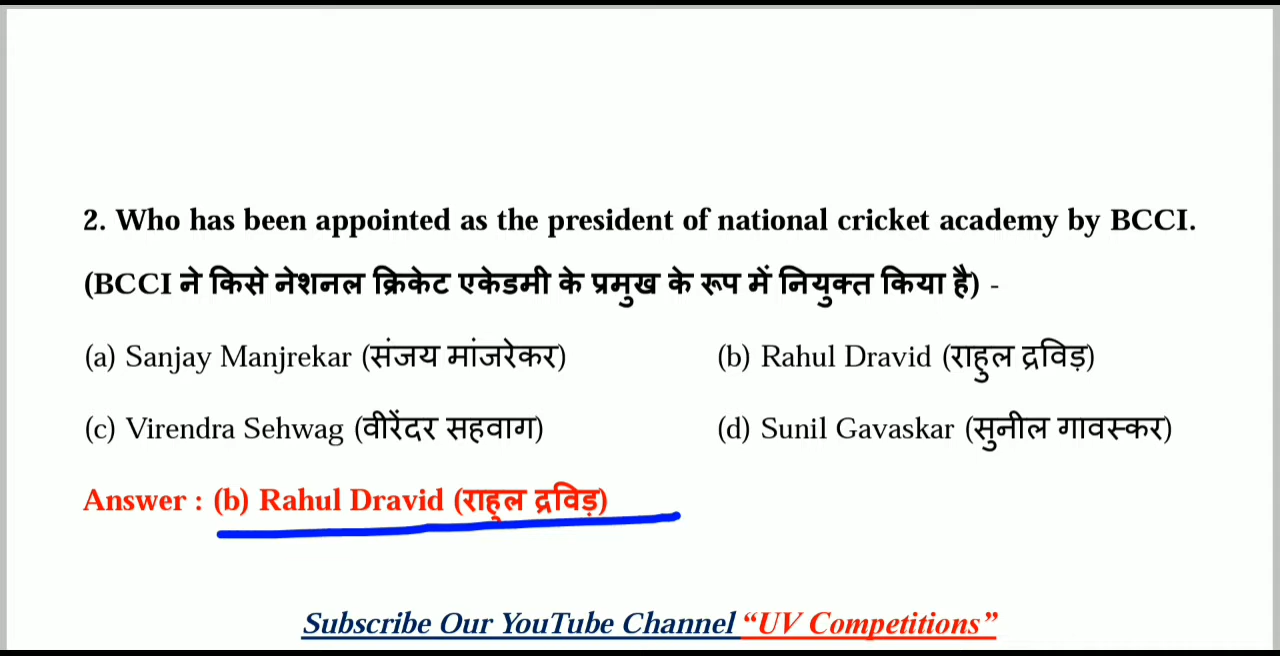 2. Who has been appointed as the president of national cricket academy by BCCI.
(BCCI ने किसे नेशनल क्रिकेट एकेडमी के प्रमुख के रूप में नियुक्त किया है) -
(a) Sanjay Manjrekar (संजय मांजरेकर) (b) Rahul Dravid (राहुल द्रविड़)
(c) Virendra Sehwag (वीरेंदर सहवाग) (d) Sunil Gavaskar (सुनील गावस्कर)
Answer : (b) Rahul Dravid (राहुल द्रविड़)
Subscribe Our YouTube Channel “UV Competitions”